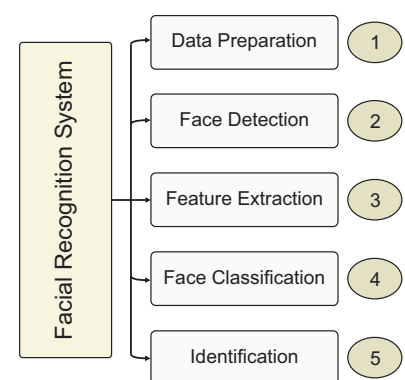 Facial Recognition System
Data Preparation
1
Face Detection
2
Feature Extraction
3
Face Classification
4
Identification
5